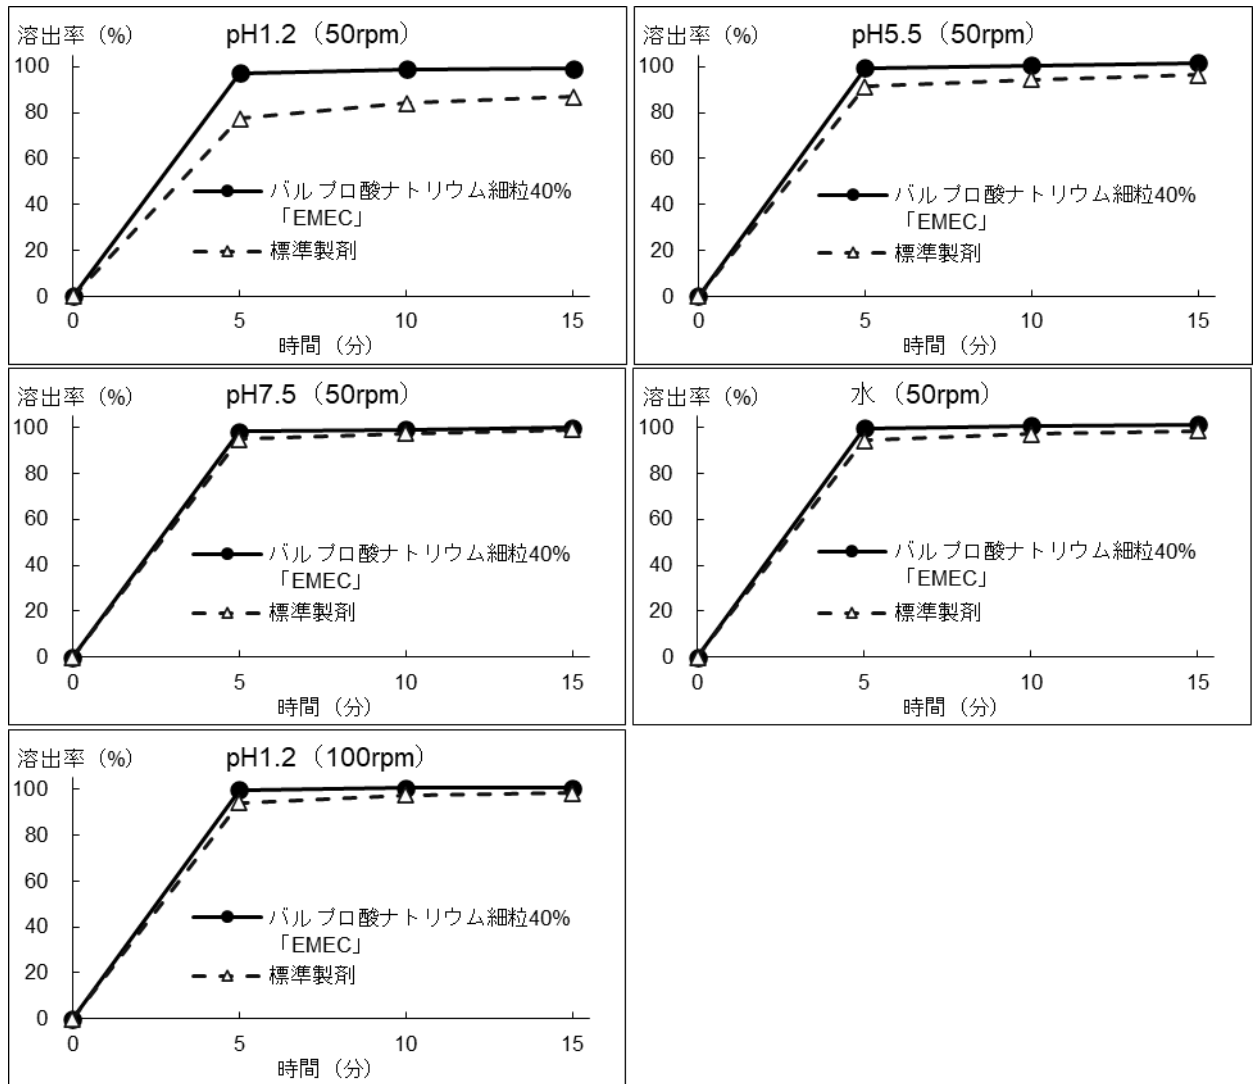 溶出率（%）
pH1.2（50rpm）
100
80
60
40
20
0
バルプロ酸ナトリウム細粒40%
「EMEC」
標準製剤
0 5 10 15
時間（分）
溶出率（%）
pH5.5（50rpm）
100
80
60
40
20
0
バルプロ酸ナトリウム細粒40%
「EMEC」
標準製剤
0 5 10 15
時間（分）
溶出率（%）
pH7.5（50rpm）
100
80
60
40
20
0
バルプロ酸ナトリウム細粒40%
「EMEC」
標準製剤
0 5 10 15
時間（分）
溶出率（%）
水（50rpm）
100
80
60
40
20
0
バルプロ酸ナトリウム細粒40%
「EMEC」
標準製剤
0 5 10 15
時間（分）
溶出率（%）
pH1.2（100rpm）
100
80
60
40
20
0
バルプロ酸ナトリウム細粒40%
「EMEC」
標準製剤
0 5 10 15
時間（分）